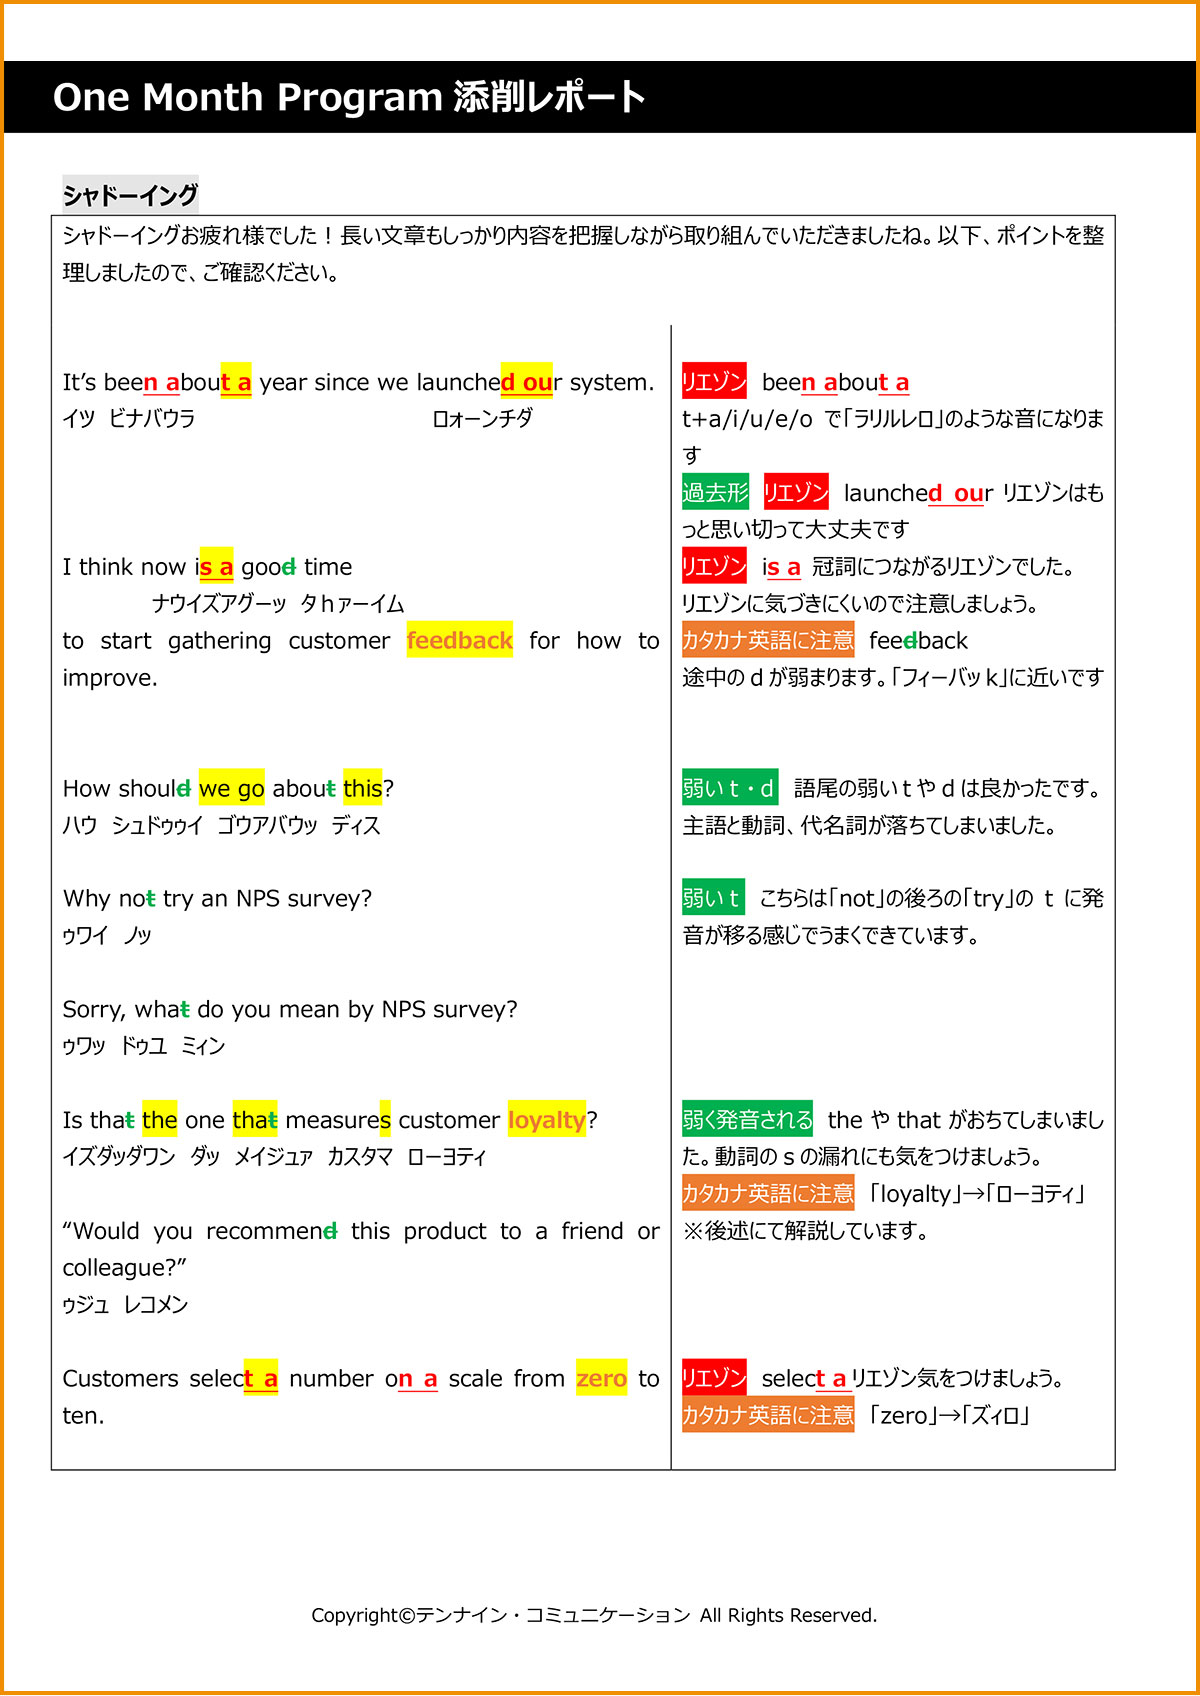 One Month Program 添削レポート
シャドーイング
シャドーイングお疲れ様でした！長い文章もしっかり内容を把握しながら取り組んでいただきましたね。以下、ポイントを整
理しましたので、ご確認ください。
It's been about a year since we launched our system.
イツ ビナバウラ ロォーンチダ
I think now is a good time
ナウイズアグーッ タｈァーイム
to start gathering customer feedback for how to
improve.
How should we go about this?
ハウ シュドゥゥイ ゴウアバウッ ディス
Why not try an NPS survey?
ゥワイ ノッ
Sorry, what do you mean by NPS survey?
ゥワッ ドゥユ ミィン
Is that the one that measures customer loyalty?
イズダッダワン ダッ メイジュァ カスタマ ローヨティ
“Would you recommend this product to a friend or
colleague?”
ゥジュ レコメン
Customers select a number on a scale from zero to
ten.
リエゾン been about a
t+a/i/u/e/o で「ラリルレロ」のような音になりま
す
過去形 リエゾン launched our リエゾンはも
っと思い切って大丈夫です
リエゾン is a 冠詞につながるリエゾンでした。
リエゾンに気づきにくいので注意しましょう。
カタカナ英語に注意 feedback
途中の d が弱まります。「フィーバッｋ」に近いです
弱い t・d 語尾の弱い t や d は良かったです。
主語と動詞、代名詞が落ちてしまいました。
弱い t こちらは「not」の後ろの「try」の t に発
音が移る感じでうまくできています。
弱く発音される the や that がおちてしまいまし
た。動詞の s の漏れにも気をつけましょう。
カタカナ英語に注意 「loyalty」→「ローヨティ」
※後述にて解説しています。
リエゾン select a リエゾン気をつけましょう。
カタカナ英語に注意 「zero」→「ズィロ」
Copyright©テンナイン・コミュニケーション All Rights Reserved.